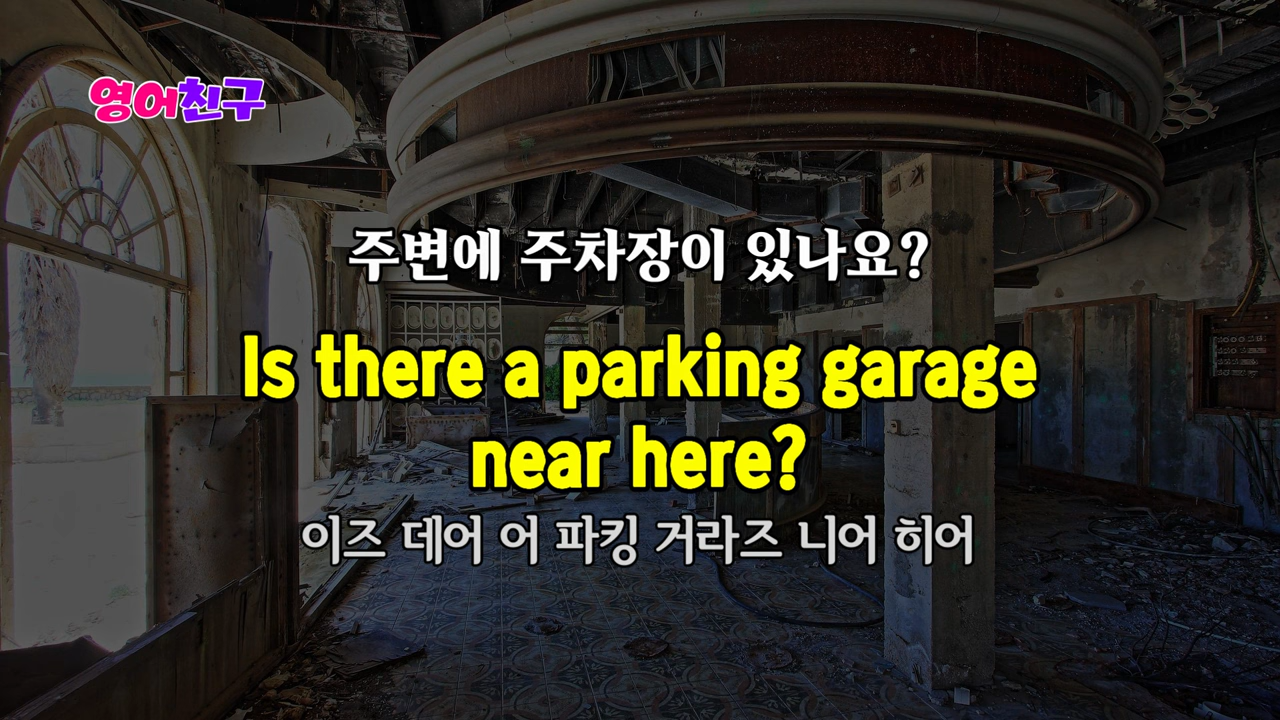 영어친구
주변에 주차장이 있나요?
Is there a parking garage
near here?
이즈 데어 어 파킹 거라즈 니어 히어